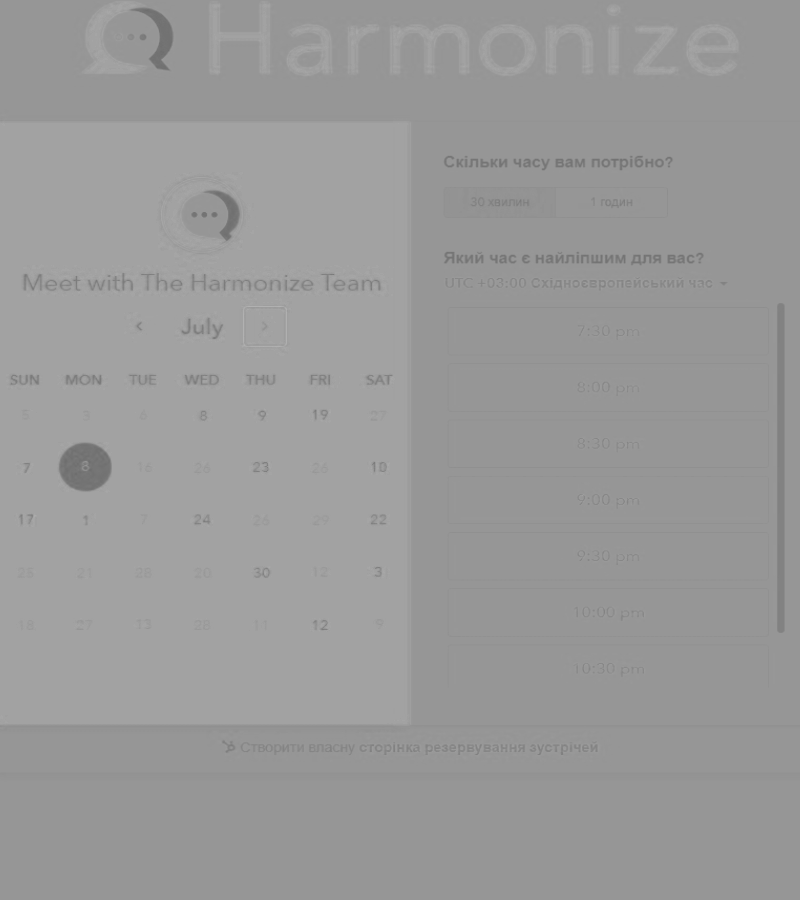 Harmonize
Meet with The Harmonize Team
July
SUN MON TUE WED THU FRI SAT
5 3 6 8 9 19 27
7 8 16 26 23 26 10
17 1 7 24 26 29 22
25 21 28 20 30 12 3
18 27 13 28 11 12 9
Скільки часу вам потрібно?
30 хвилин 1 годин
Який час є найліпшим для вас?
UTC +03:00 Східноєвропейський час
7:30 pm
8:00 pm
8:30 pm
9:00 pm
9:30 pm
10:00 pm
10:30 pm
Створити власну сторінка резервування зустрічей